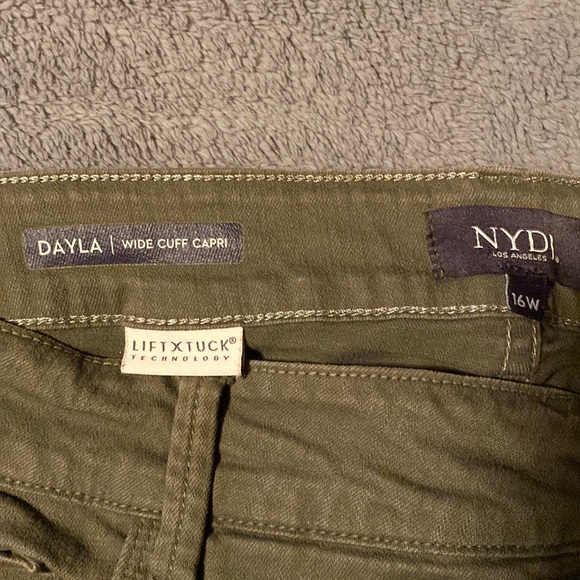 DAYLA | WIDE CUFF CAPRI
NYDJ
LOS ANGELES
16W
LIFTXTUCK®
TECHNOLOGY